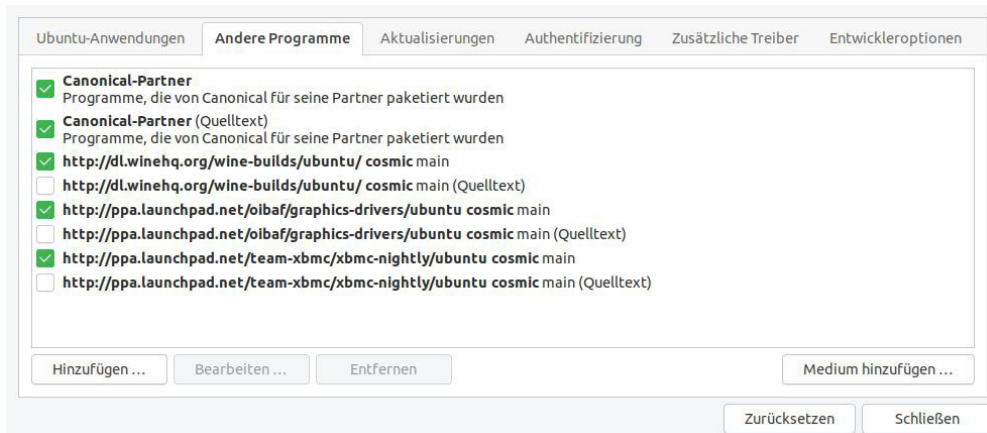 Ubuntu-Anwendungen Andere Programme Aktualisierungen Authentifizierung Zusätzliche Treiber Entwickleroptionen
Canonical-Partner
Programme, die von Canonical für seine Partner paketiert wurden
Canonical-Partner (Quelltext)
Programme, die von Canonical für seine Partner paketiert wurden
http://dl.winehq.org/wine-builds/ubuntu/ cosmic main
http://dl.winehq.org/wine-builds/ubuntu/ cosmic main (Quelltext)
http://ppa.launchpad.net/oibaf/graphics-drivers/ubuntu cosmic main
http://ppa.launchpad.net/oibaf/graphics-drivers/ubuntu cosmic main (Quelltext)
http://ppa.launchpad.net/team-xbmc/xbmc-nightly/ubuntu cosmic main
http://ppa.launchpad.net/team-xbmc/xbmc-nightly/ubuntu cosmic main (Quelltext)
Hinzufügen ... Bearbeiten ... Entfernen Medium hinzufügen ...
Zurücksetzen Schließen